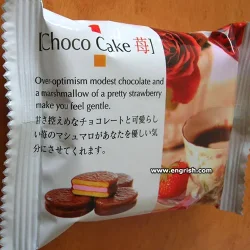 [Choco Cake 苺]
Over-optimism modest chocolate and
a marshmallow of a pretty strawberry
make you feel gentle.
www.engrish.com
甘さ控えめなチョコレートと可愛らし
い苺のマシュマロがあなたを優しい気
分にさせてくれます。